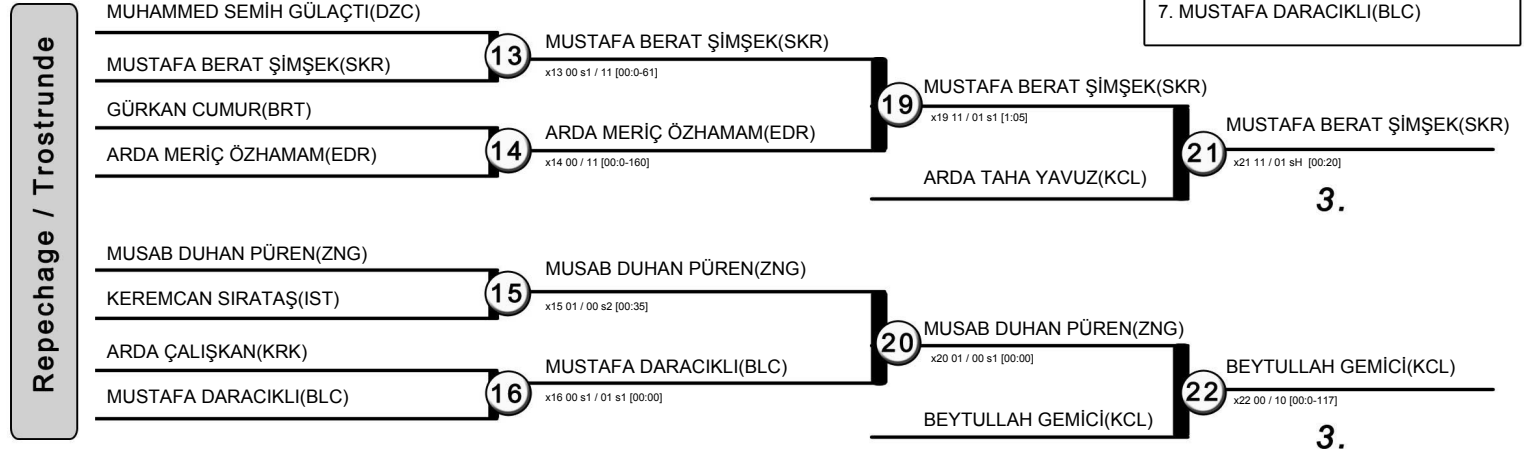 Repechage / Trostrunde
MUHAMMED SEMİH GÜLAÇTI(DZC)
MUSTAFA BERAT ŞİMŞEK(SKR)
GÜRKAN CUMUR(BRT)
ARDA MERİÇ ÖZHAMAM(EDR)
MUSAB DUHAN PÜREN(ZNG)
KEREMCAN SIRATAŞ(IST)
ARDA ÇALIŞKAN(KRK)
MUSTAFA DARACIKLI(BLC)
13
MUSTAFA BERAT ŞİMŞEK(SKR)
x13 00 s1 / 11 [00:0-61]
14
ARDA MERİÇ ÖZHAMAM(EDR)
x14 00 / 11 [00:0-160]
15
MUSAB DUHAN PÜREN(ZNG)
x15 01 / 00 s2 [00:35]
16
MUSTAFA DARACIKLI(BLC)
x16 00 s1 / 01 s1 [00:00]
19
MUSTAFA BERAT ŞİMŞEK(SKR)
x19 11 / 01 s1 [1:05]
ARDA TAHA YAVUZ(KCL)
20
MUSAB DUHAN PÜREN(ZNG)
x20 01 / 00 s1 [00:00]
BEYTULLAH GEMİCİ(KCL)
7. MUSTAFA DARACIKLI(BLC)
21
MUSTAFA BERAT ŞİMŞEK(SKR)
x21 11 / 01 sH [00:20]
3.
22
BEYTULLAH GEMİCİ(KCL)
x22 00 / 10 [00:0-117]
3.